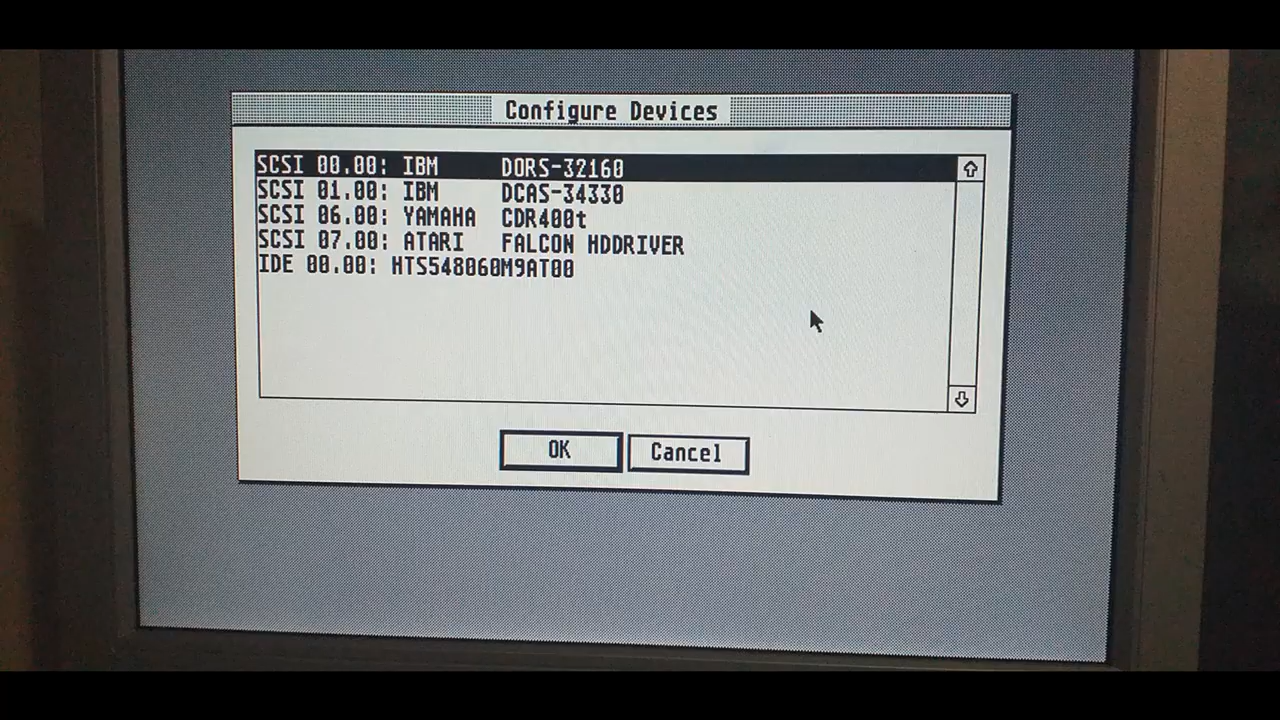 Configure Devices
SCSI 00.00: IBM DORS-32160
SCSI 01.00: IBM DCAS-34330
SCSI 06.00: YAMAHA CDR400t
SCSI 07.00: ATARI FALCON HDDRIVER
IDE 00.00: HTS548060M9AT00
OK Cancel